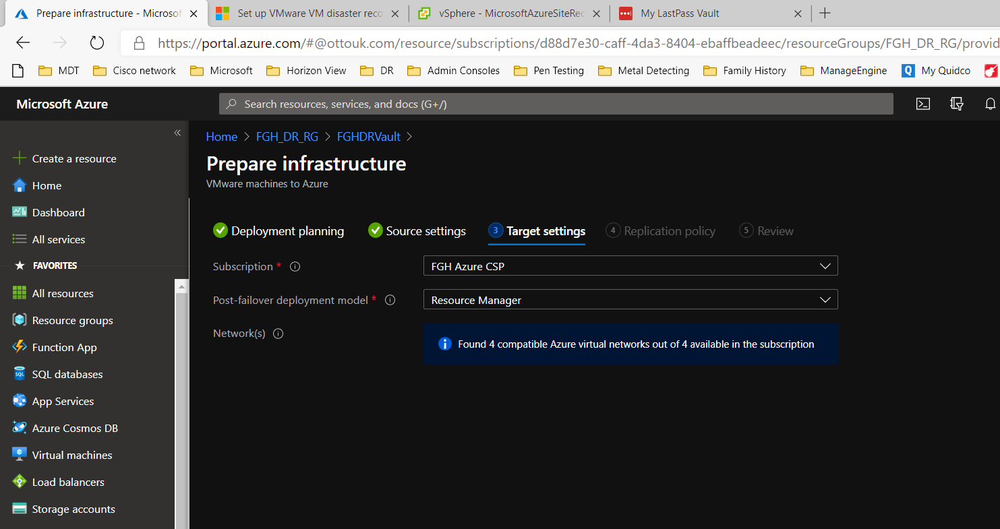 Prepare infrastructure - Microsof
Set up VMware VM disaster reco
vSphere - MicrosoftAzureSiteRec
My LastPass Vault
https://portal.azure.com/#@ottouk.com/resource/subscriptions/d88d7e30-caff-4da3-8404-ebaffbeadeec/resourceGroups/FGH_DR_RG/provid
MDT
Cisco network
Microsoft
Horizon View
DR
Admin Consoles
Pen Testing
Metal Detecting
Family History
ManageEngine
Q My Quidco
Microsoft Azure
Search resources, services, and docs (G+/)
«
Create a resource
Home
Dashboard
All services
FAVORITES
All resources
Resource groups
Function App
SQL SQL databases
App Services
Azure Cosmos DB
Virtual machines
Load balancers
Storage accounts
Home > FGH_DR_RG > FGHDRVault >
Prepare infrastructure
VMware machines to Azure
Deployment planning
Source settings
3 Target settings
4 Replication policy
5 Review
Subscription *
FGH Azure CSP
Post-failover deployment model *
Resource Manager
Network(s)
Found 4 compatible Azure virtual networks out of 4 available in the subscription